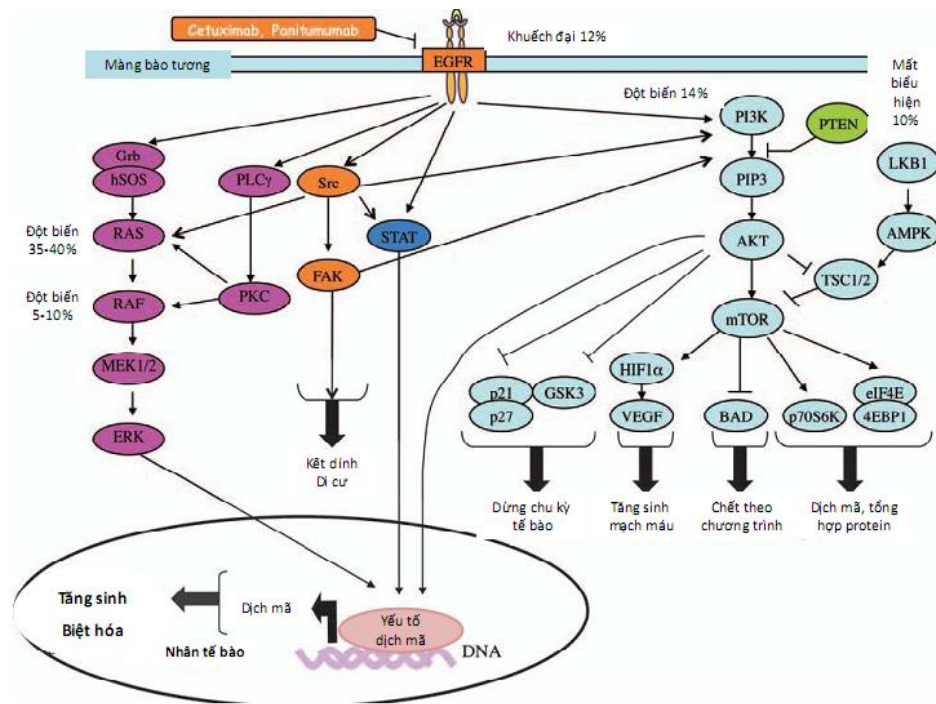 Cetuximab, Panitumumab
Khuếch đại 12%
EGFR
Màng bào tương
Mất
biểu
hiện
10%
Đột biến 14%
PI3K
PTEN
Grb
hSOS
PLCγ
Src
PIP3
LKB1
Đột biến
35-40%
RAS
STAT
AKT
AMPK
FAK
TSC1/2
Đột biến
5-10%
RAF
PKC
mTOR
MEK1/2
HIF1α
p21
p27
GSK3
VEGF
BAD
p70S6K
eIF4E
4EBP1
ERK
Kết dính
Di cư
Dừng chu kỳ
tế bào
Tăng sinh
mạch máu
Chết theo
chương trình
Dịch mã, tổng
hợp protein
Tăng sinh
Biệt hóa
Dịch mã
Yếu tố
dịch mã
Nhân tế bào
DNA